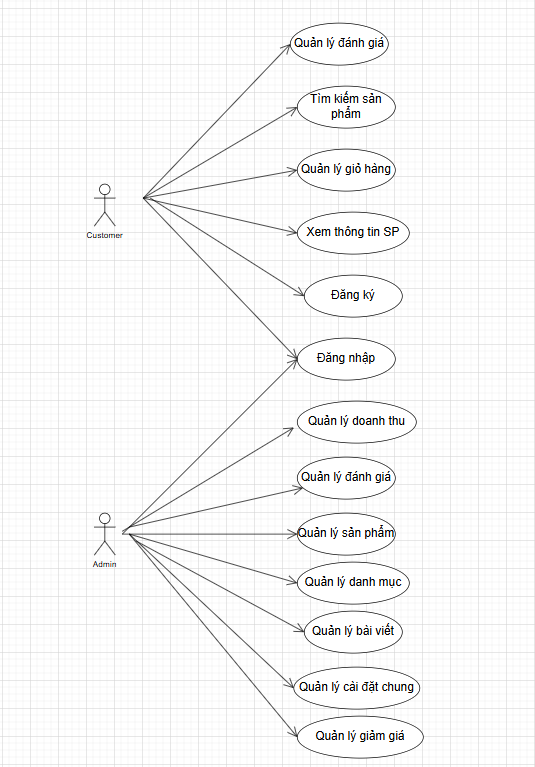 Quản lý đánh giá
Tìm kiếm sản
phẩm
Quản lý giỏ hàng
Customer
Xem thông tin SP
Đăng ký
Đăng nhập
Quản lý doanh thu
Quản lý đánh giá
Quản lý sản phẩm
Admin
Quản lý danh mục
Quản lý bài viết
Quản lý cài đặt chung
Quản lý giảm giá